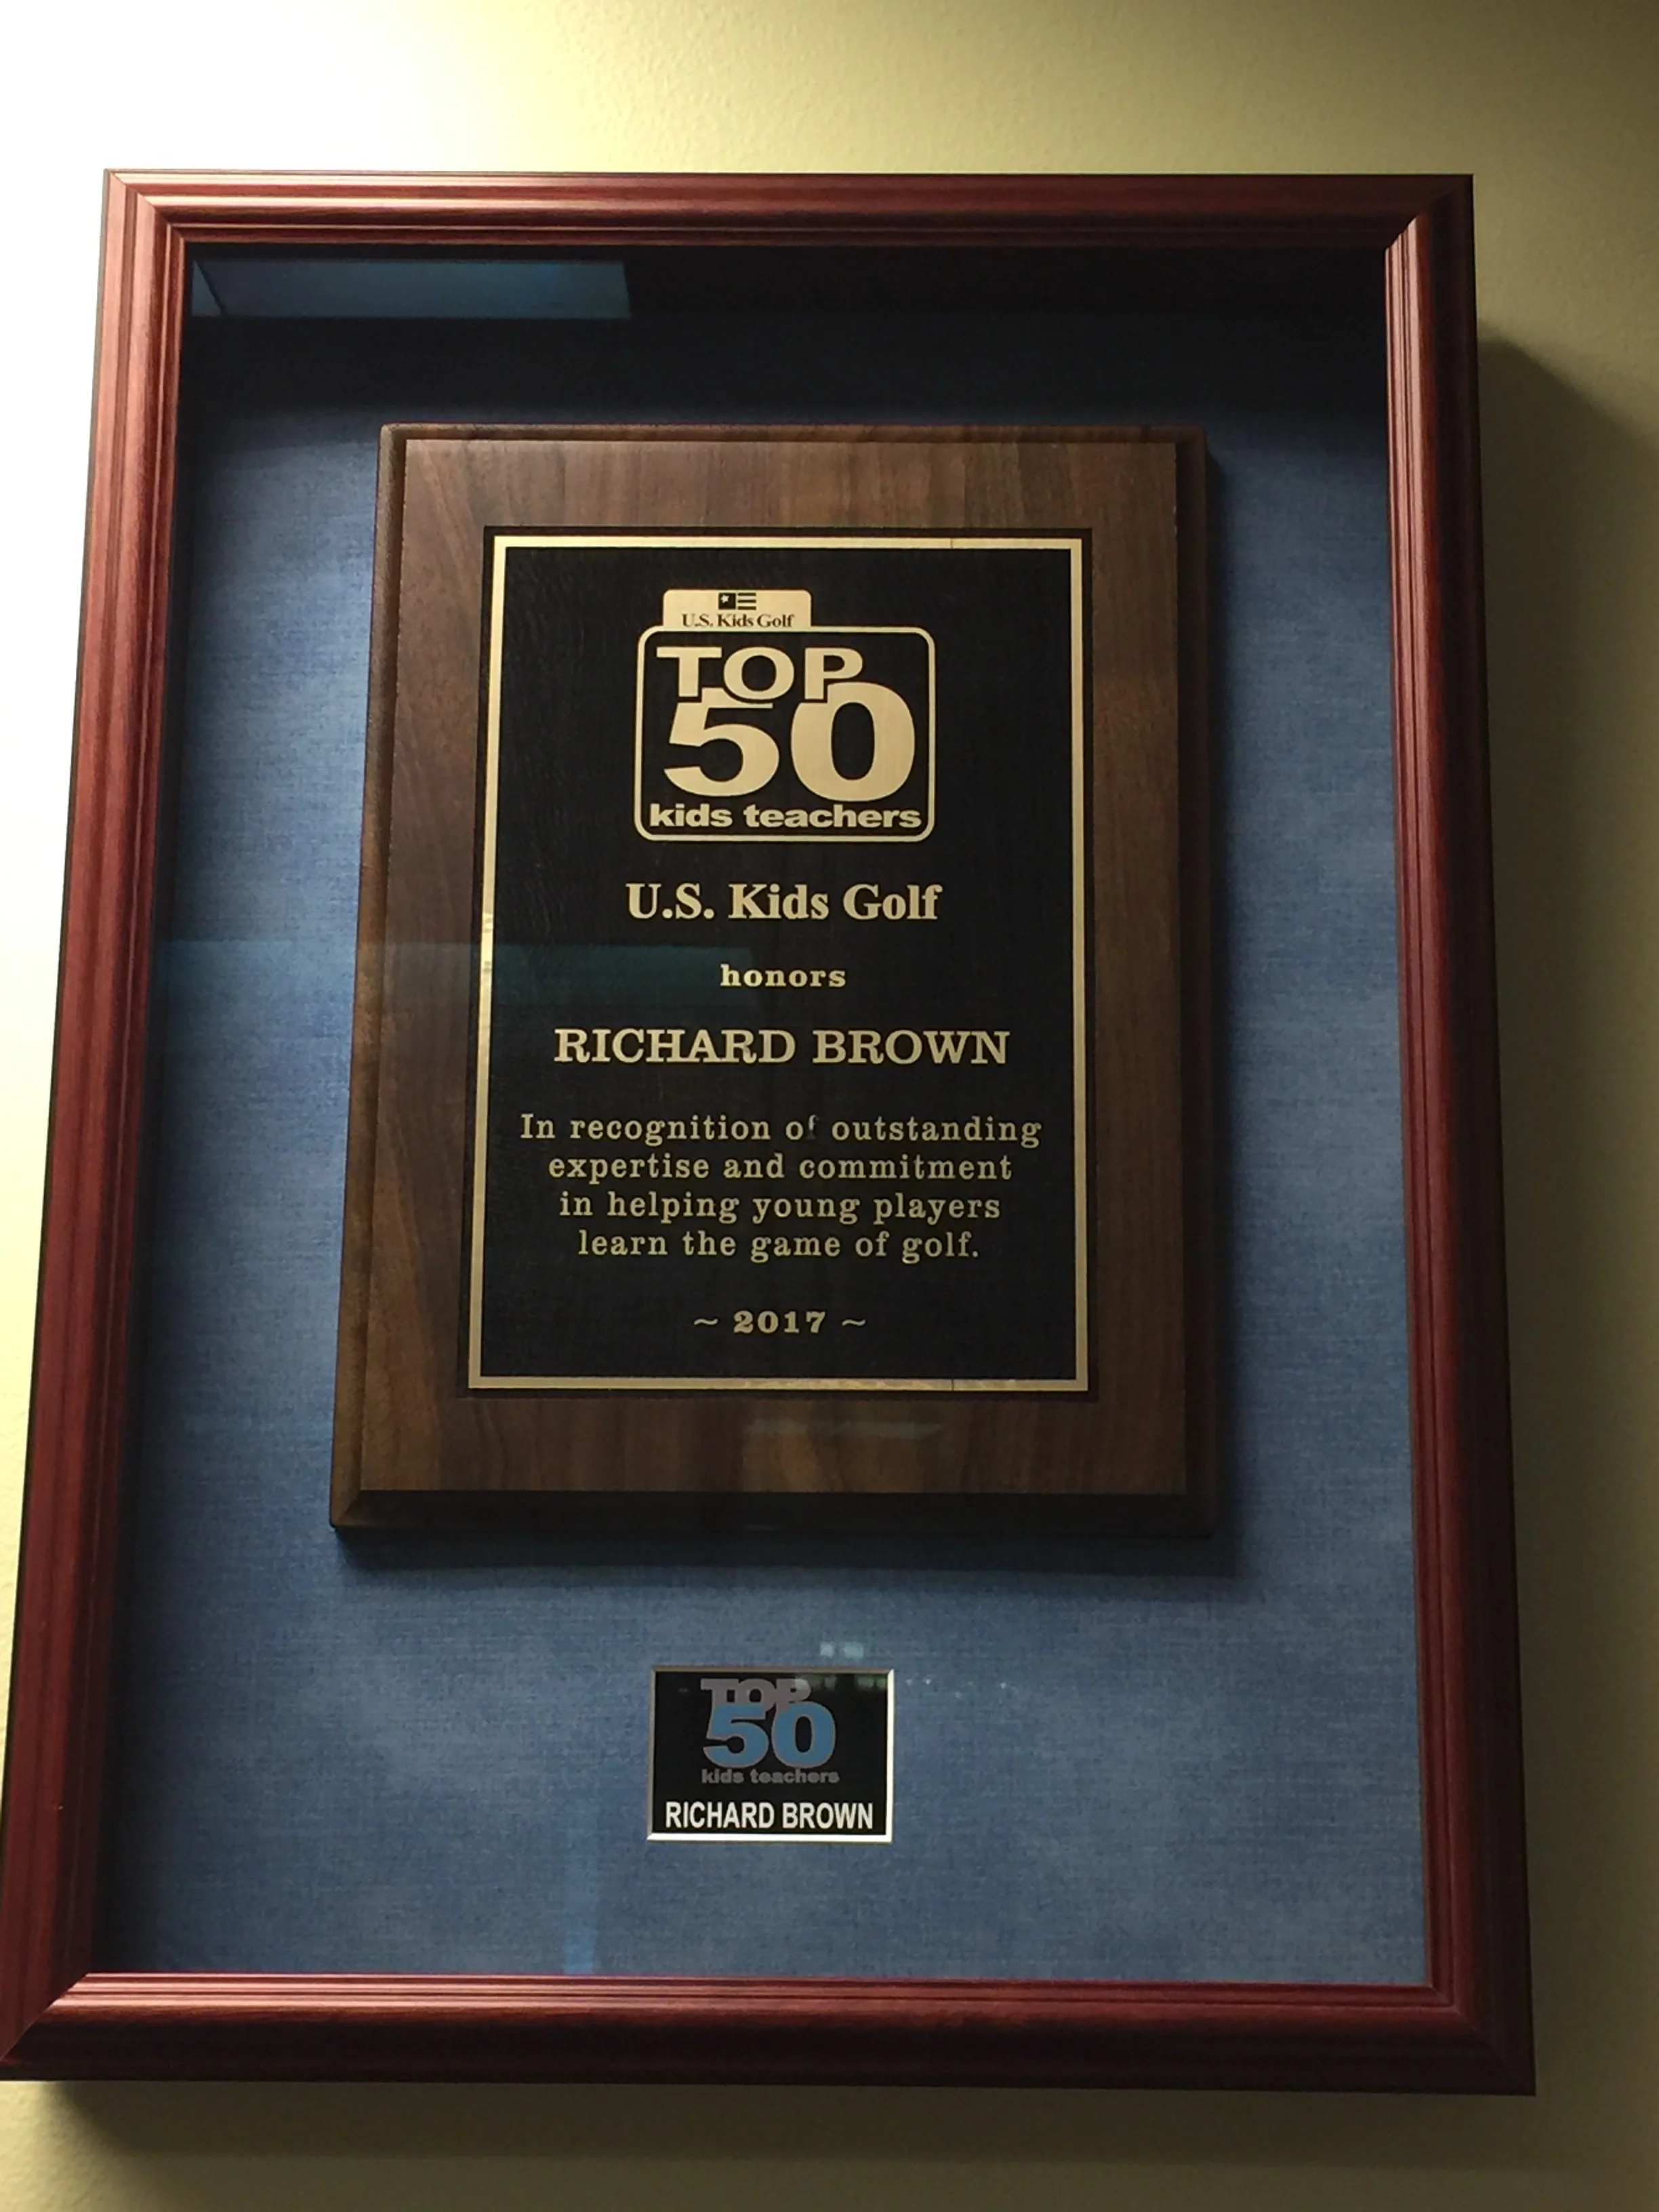 U.S. Kids Golf
TOP
50
kids teachers
U.S. Kids Golf
honors
RICHARD BROWN
In recognition of outstanding
expertise and commitment
in helping young players
learn the game of golf.
~ 2017 ~
TOP
50
kids teachers
RICHARD BROWN